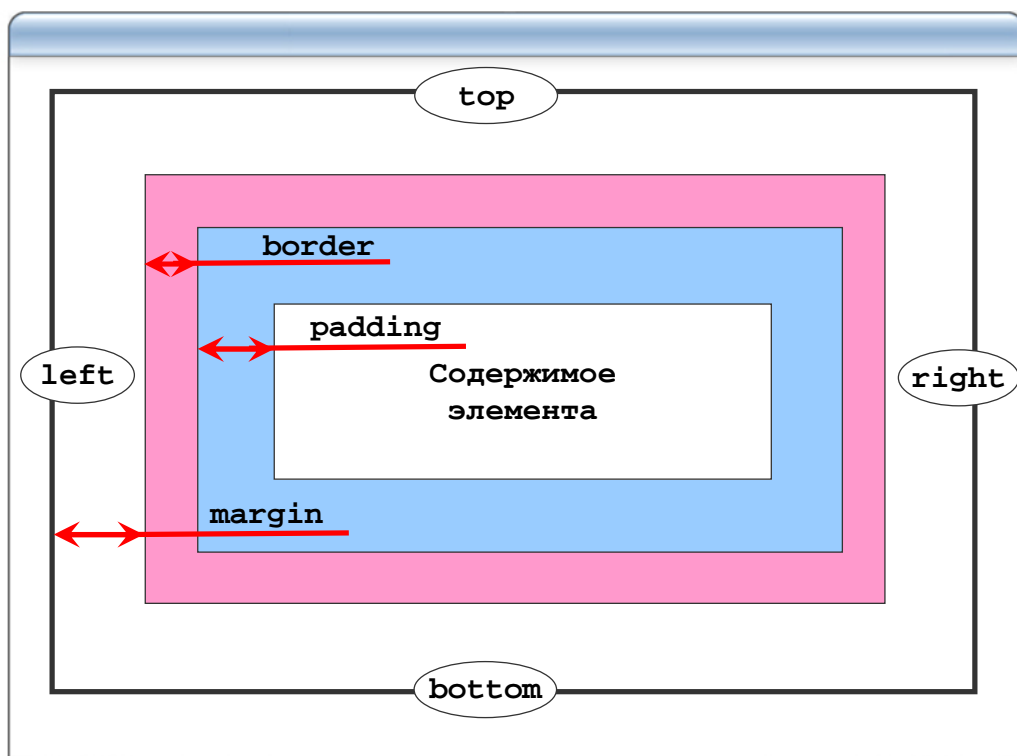 top
border
padding
left
Содержимое
элемента
right
margin
bottom